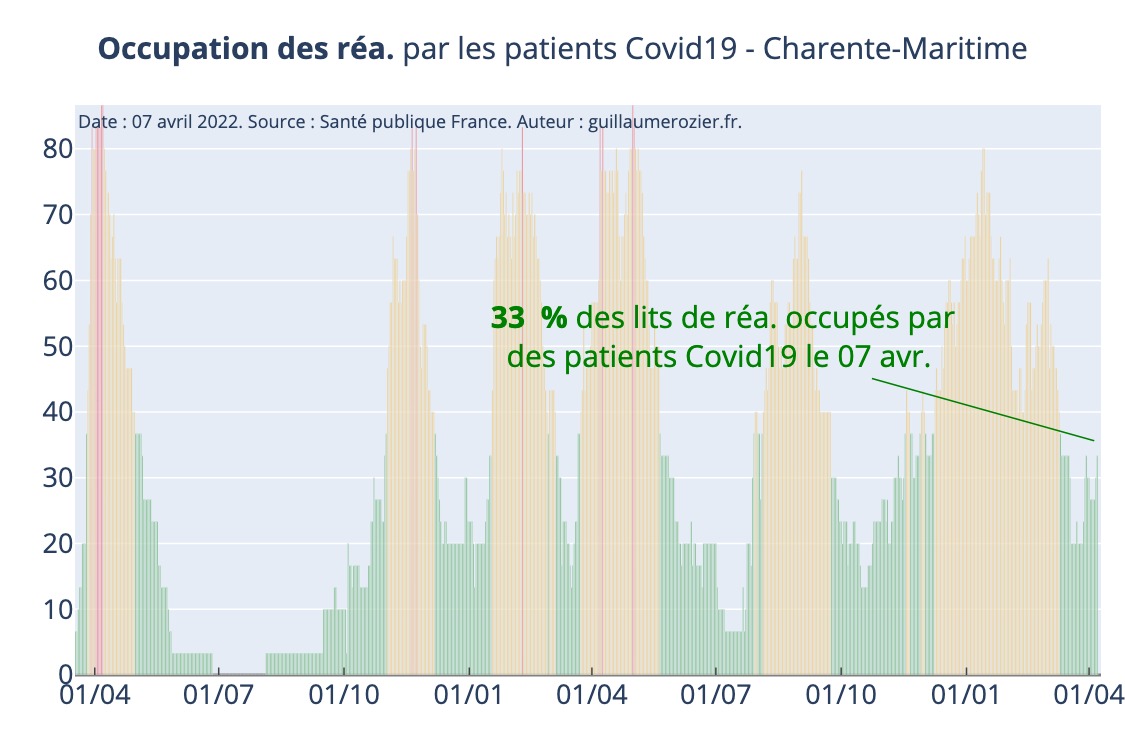 Occupation des réa. par les patients Covid19 - Charente-Maritime
Date : 07 avril 2022. Source : Santé publique France. Auteur : guillaumerozier.fr.
80
70
60
33  % des lits de réa. occupés par
50
des patients Covid19 le 07 avr.
40
30
20
10
0
01/04 01/07 01/10 01/01 01/04 01/07 01/10 01/01 01/04